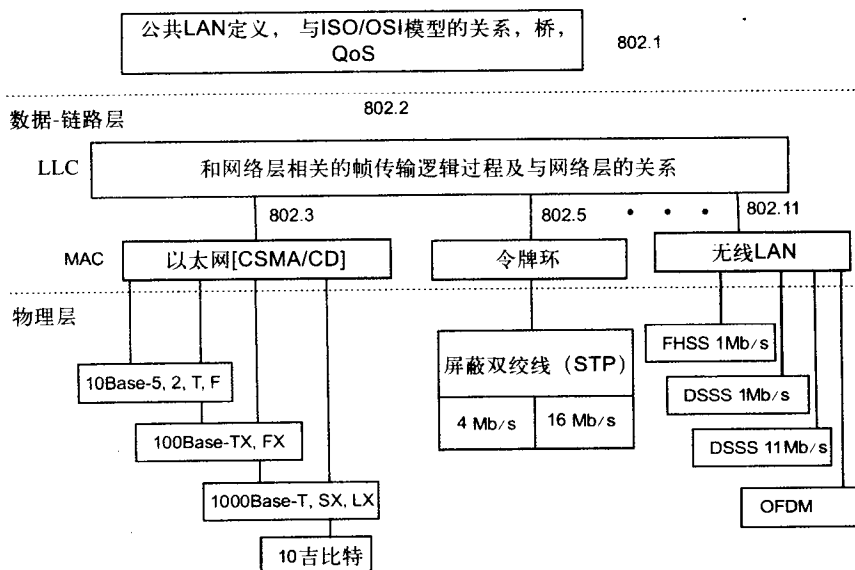 公共LAN定义, 与ISO/OSI模型的关系, 桥,
QoS
802.1
802.2
数据-链路层
LLC
和网络层相关的帧传输逻辑过程及与网络层的关系
802.3
802.5
• • •
802.11
MAC
以太网[CSMA/CD]
令牌环
无线LAN
物理层
FHSS 1Mb/s
屏蔽双绞线（STP）
10Base-5, 2, T, F
DSSS 1Mb/s
4 Mb/s
16 Mb/s
100Base-TX, FX
DSSS 11Mb/s
1000Base-T, SX, LX
OFDM
10吉比特